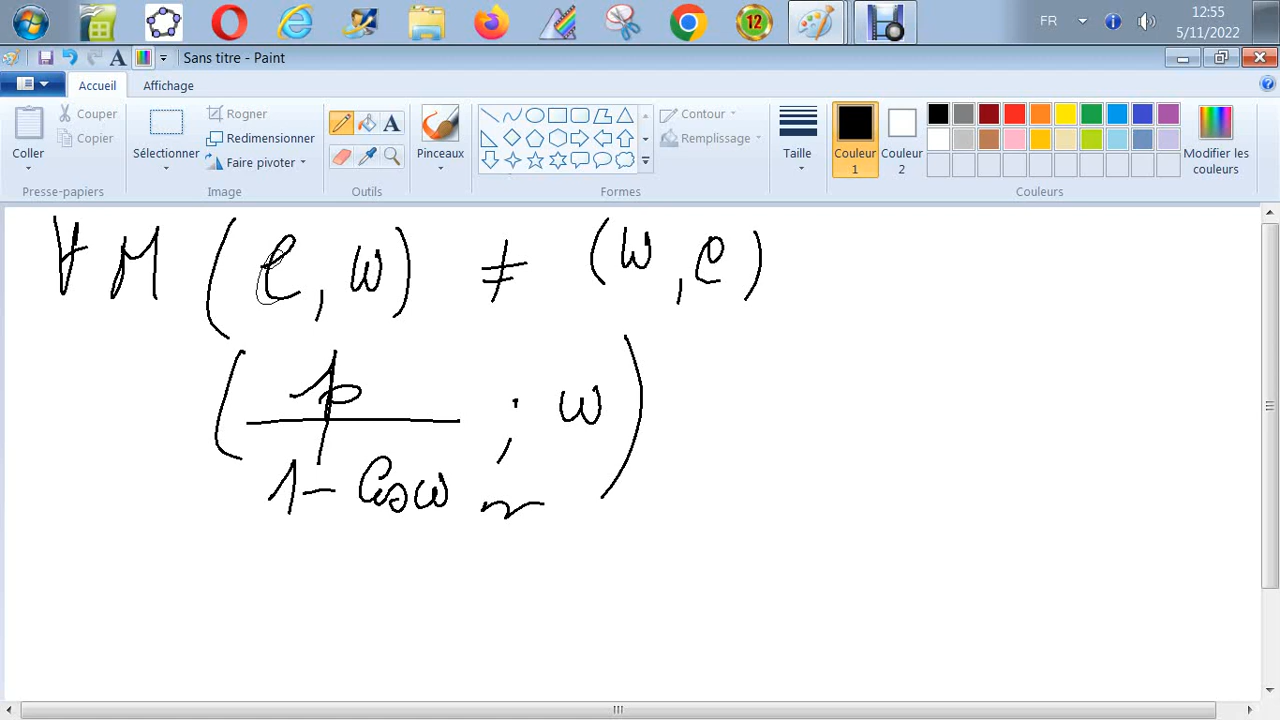 FR
12:55
5/11/2022
12
Sans titre - Paint
Accueil
Affichage
Coller
Couper
Copier
Presse-papiers
Sélectionner
Rogner
Redimensionner
Faire pivoter
Image
A
Outils
Pinceaux
Formes
Contour
Remplissage
Taille
Couleur 1
Couleur 2
Modifier les couleurs
Couleurs
∀ M (ρ, ω) ≠ (ω, ρ)
(p / 1 - Cos ω ; ω)